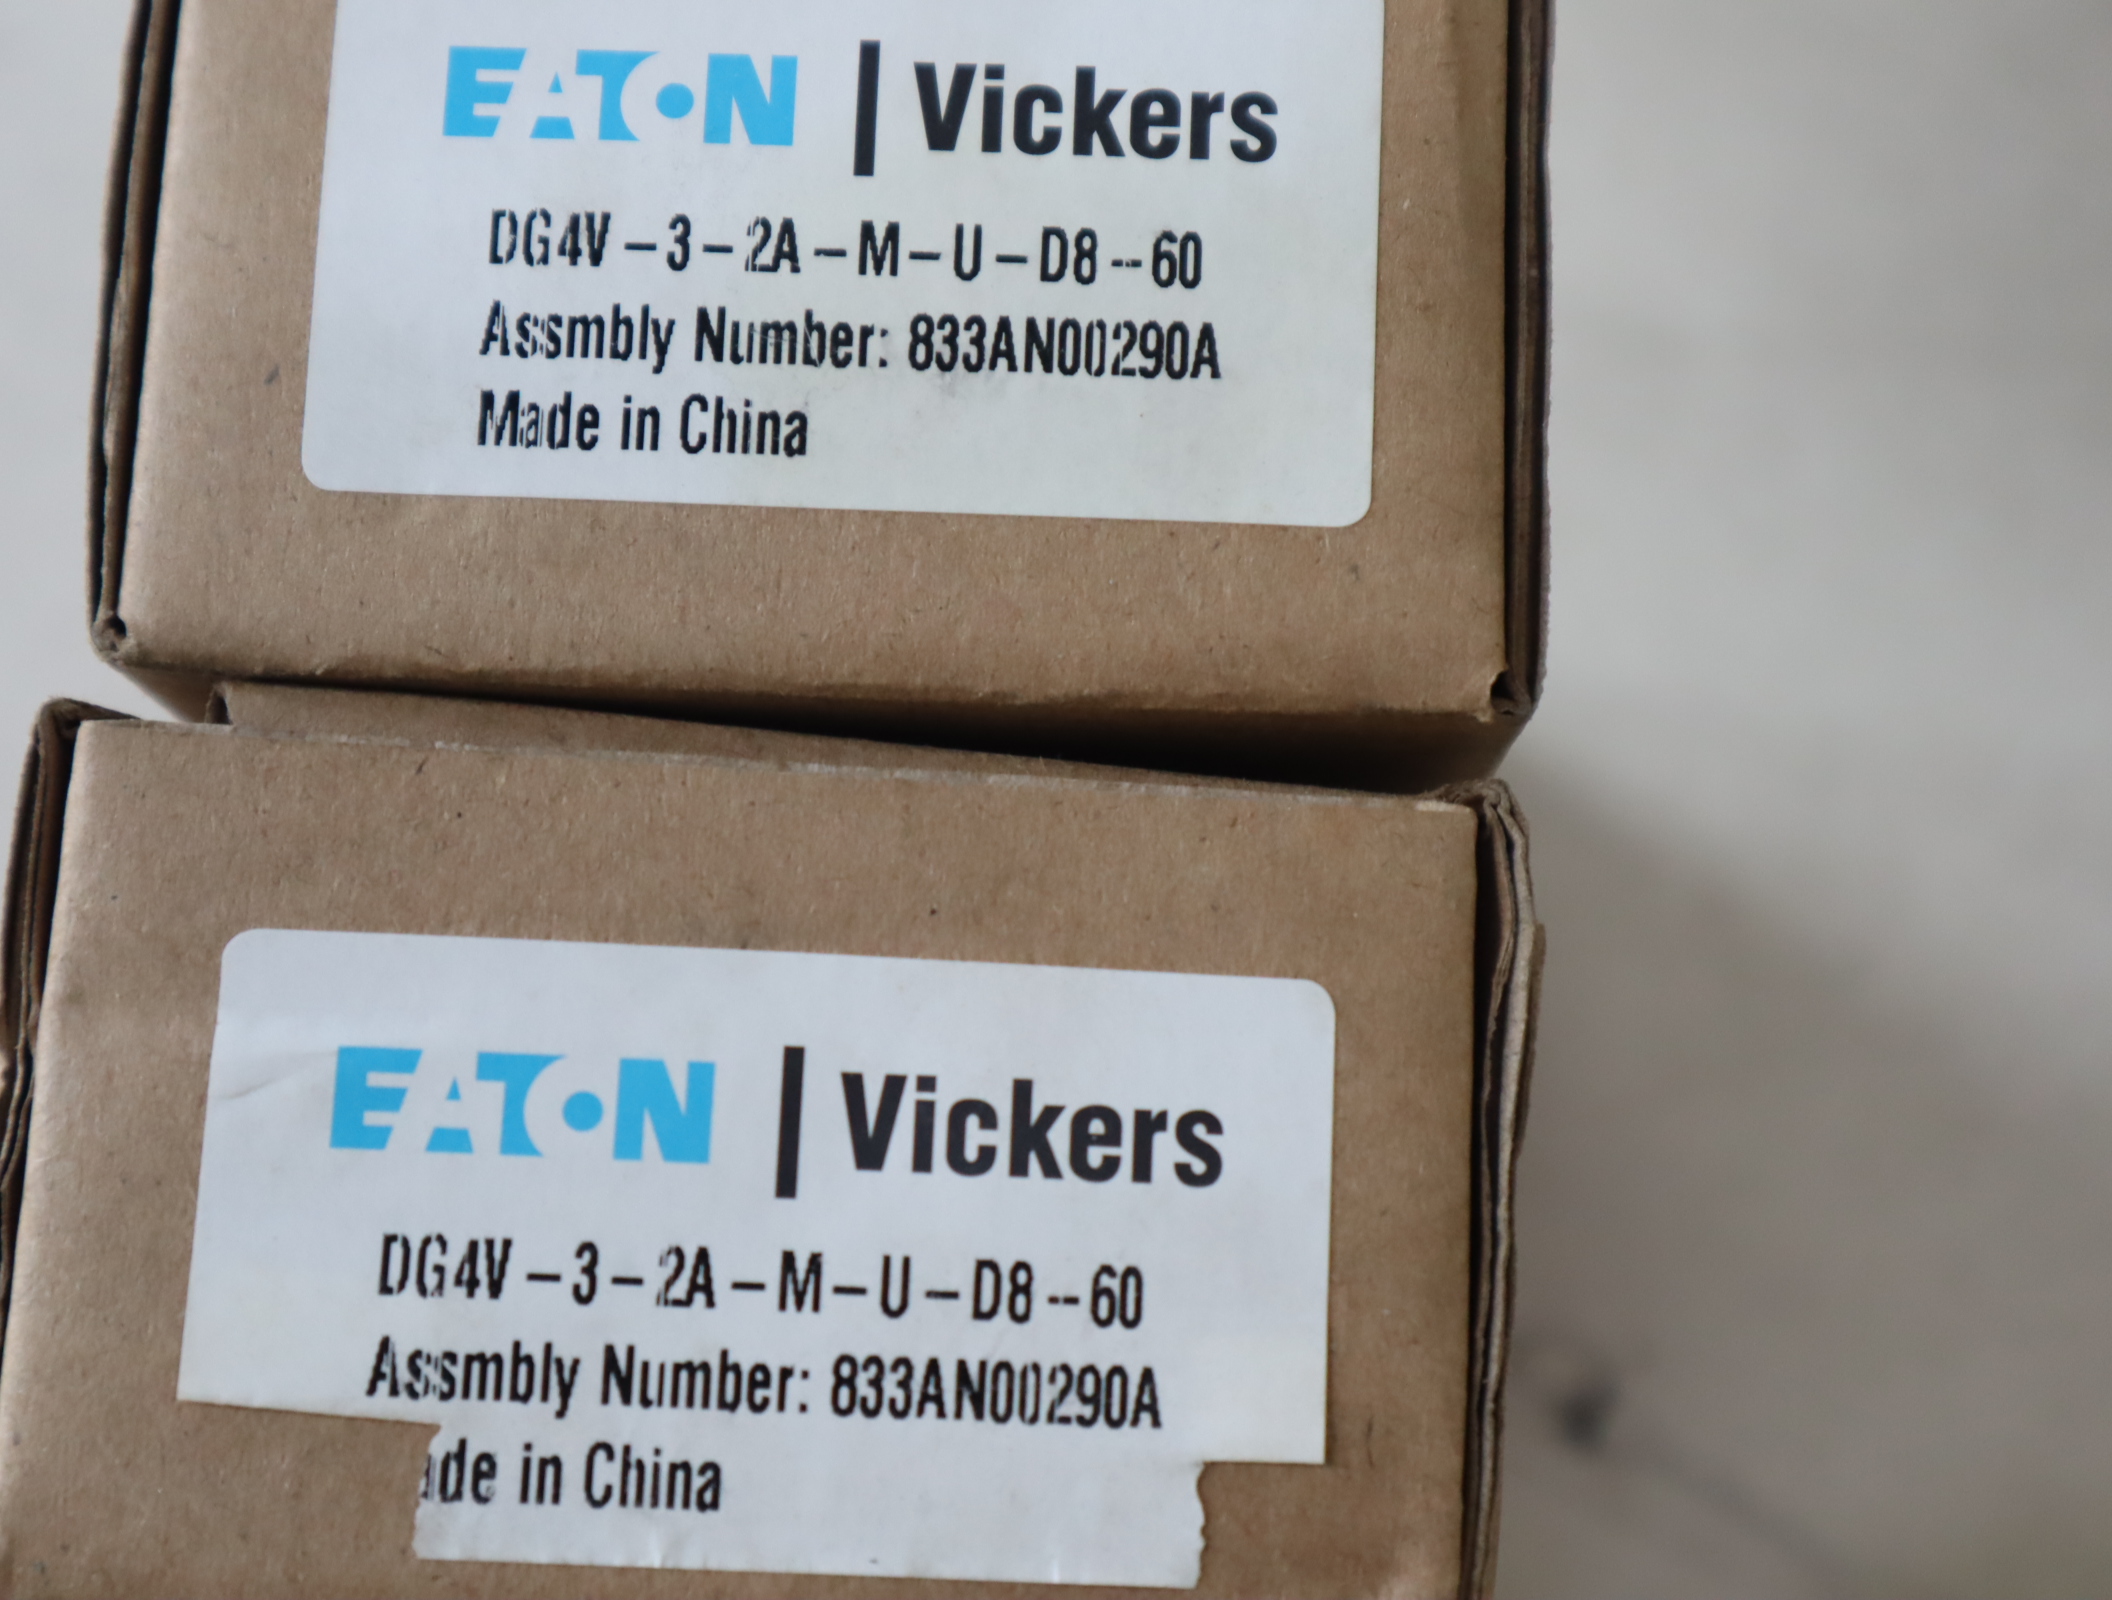 EATON | Vickers
DG4V-3-2A-M-U-D8--60
Assmbly Number: 833AN00290A
Made in China
EATON | Vickers
DG4V-3-2A-M-U-D8--60
Assmbly Number: 833AN00290A
ade in China